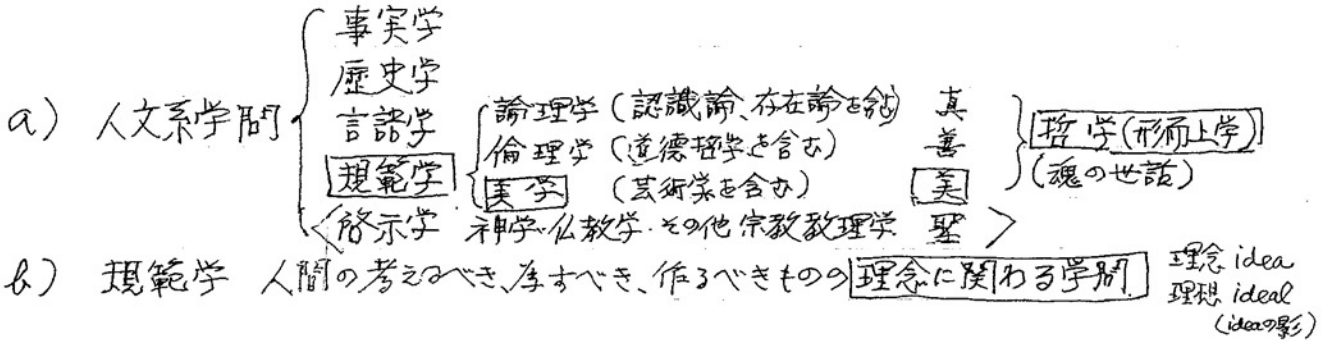 事実学
歴史学
a) 人文系学問 言語学 論理学 (認識論、存在論を含む) 真 哲学(形而上学)
倫理学 (道徳哲学を含む) 善
規範学 美学 (芸術学を含む) 美 (魂の世話)
<啓示学 神学・仏教学・その他宗教教理学 聖>
b) 規範学 人間の考えるべき、為すべき、作るべきものの理念に関わる学問 理念 idea
理想 ideal
(ideaの影)